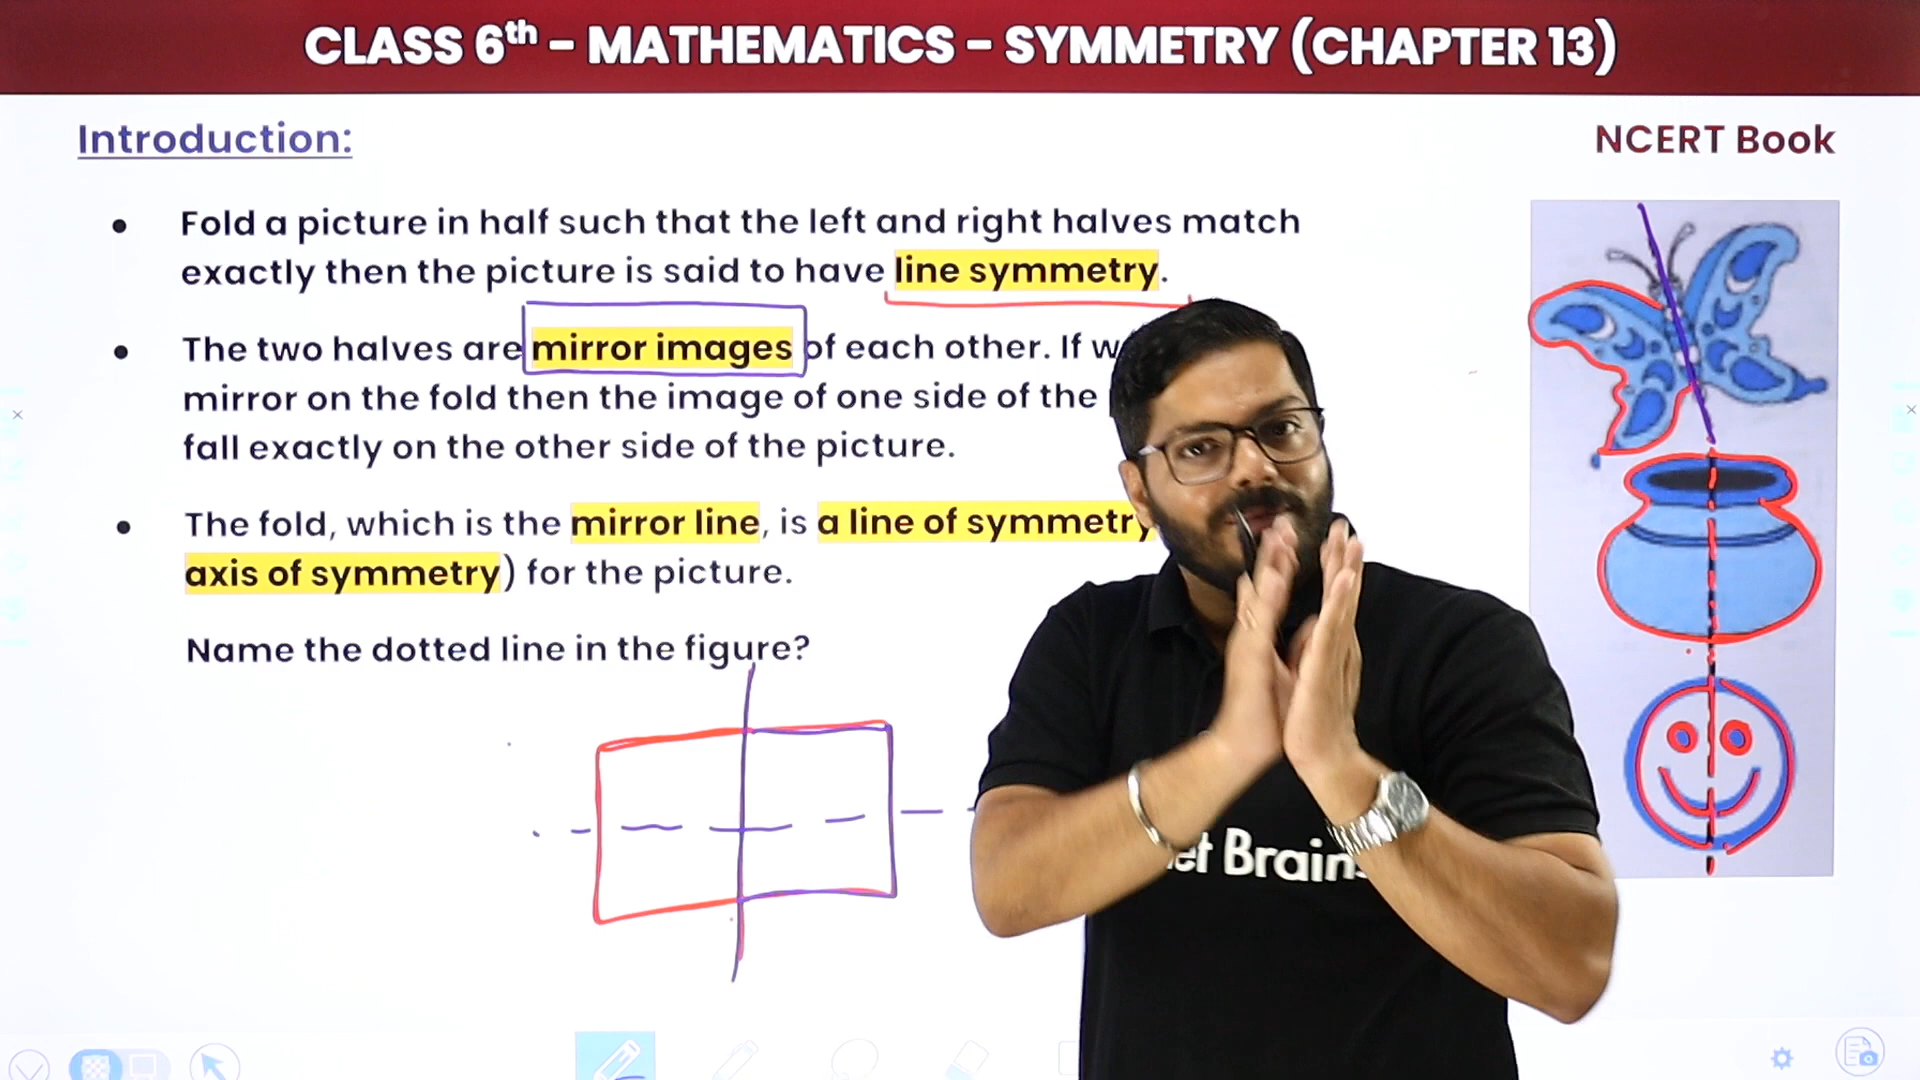 CLASS 6th – MATHEMATICS – SYMMETRY (CHAPTER 13)
Introduction:
NCERT Book
• Fold a picture in half such that the left and right halves match
exactly then the picture is said to have line symmetry.
• The two halves are mirror images of each other. If
mirror on the fold then the image of one side of the
fall exactly on the other side of the picture.
• The fold, which is the mirror line, is a line of symmetry
axis of symmetry) for the picture.
Name the dotted line in the figure?
Brain